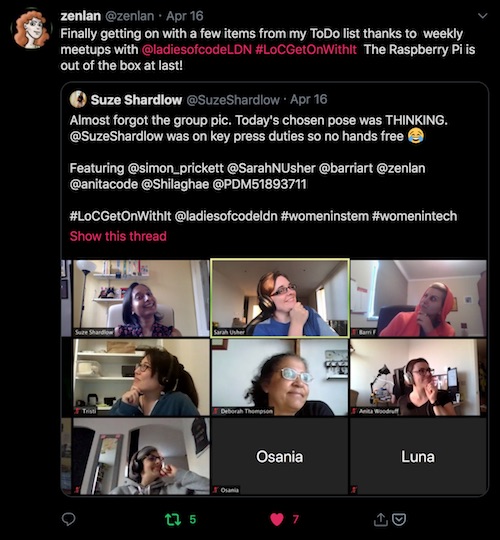 zenlan @zenlan · Apr 16
Finally getting on with a few items from my ToDo list thanks to weekly
meetups with @ladiesofcodeLDN #LoCGetOnWithIt The Raspberry Pi is
out of the box at last!
Suze Shardlow @SuzeShardlow · Apr 16
Almost forgot the group pic. Today's chosen pose was THINKING.
@SuzeShardlow was on key press duties so no hands free 😂
Featuring @simon_prickett @SarahNUsher @barriart @zenlan
@anitacode @Shilaghae @PDM51893711
#LoCGetOnWithIt @ladiesofcodeldn #womeninstem #womenintech
Show this thread
Suze Shardlow
Sarah Usher
Barri F
Tristi
Deborah Thompson
Anita Woodruff
Osania
Osania
Luna
5
7